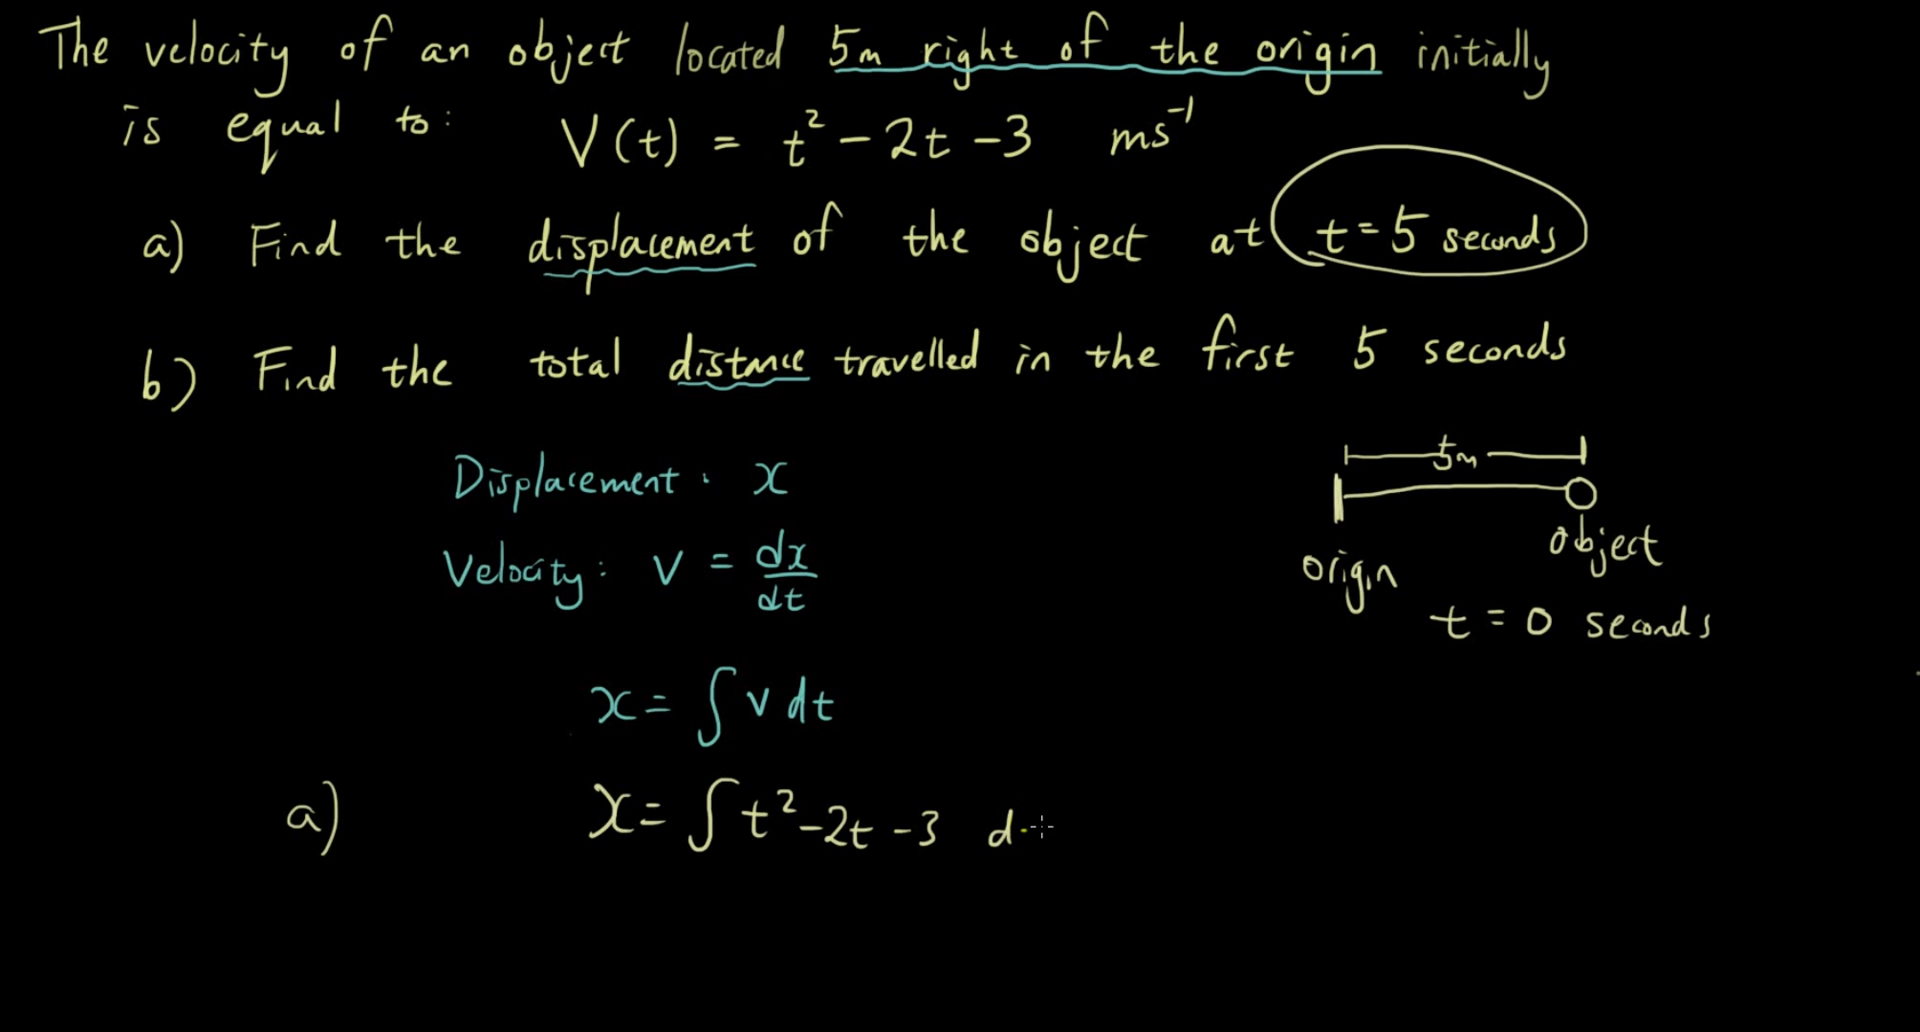 The velocity of an object located 5m right of the origin initially
is equal to: V(t) = t² - 2t - 3 ms⁻¹
a) Find the displacement of the object at t = 5 seconds
b) Find the total distance travelled in the first 5 seconds
Displacement: x
Velocity: V = dx/dt
x = ∫ v dt
5m
origin
object
t = 0 seconds
a) x = ∫ t² - 2t - 3 d